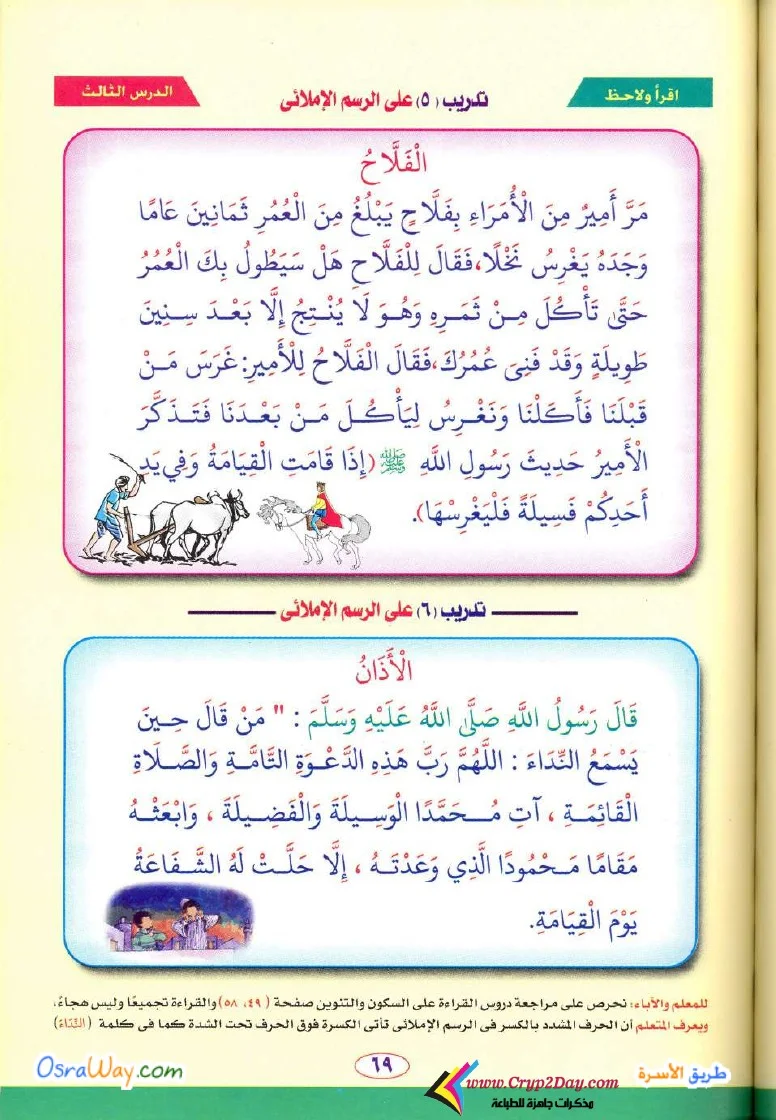 اقرأ ولاحظ
تدريب (٥) على الرسم الإملائى
الدرس الثالث
الْفَلَّاحُ
مَرَّ أَمِيرٌ مِنَ الْأُمَرَاءِ بِفَلَّاحٍ يَبْلُغُ مِنَ الْعُمُرِ ثَمَانِينَ عَامًا
وَجَدَهُ يَغْرِسُ نَخْلًا،فَقَالَ لِلْفَلَّاحِ هَلْ سَيَطُولُ بِكَ الْعُمُرُ
حَتَّى تَأْكُلَ مِنْ ثَمَرِهِ وَهُوَ لَا يُنْتِجُ إِلَّا بَعْدَ سِنِينَ
طَوِيلَةٍ وَقَدْ فَنِىَ عُمُرُكَ،فَقَالَ الْفَلَّاحُ لِلْأَمِيرِ: غَرَسَ مَنْ
قَبْلَنَا فَأَكَلْنَا وَنَغْرِسُ لِيَأْكُلَ مَنْ بَعْدَنَا فَتَذَكَّرَ
الْأَمِيرُ حَدِيثَ رَسُولِ اللَّهِ ﷺ (إِذَا قَامَتِ الْقِيَامَةُ وَفِي يَدِ
أَحَدِكُمْ فَسِيلَةً فَلْيَغْرِسْهَا).
تدريب (٦) على الرسم الإملائى
الْأَذَانُ
قَالَ رَسُولُ اللَّهِ صَلَّى اللَّهُ عَلَيْهِ وَسَلَّمَ : " مَنْ قَالَ حِينَ
يَسْمَعُ النِّدَاءَ : اللَّهُمَّ رَبَّ هَذِهِ الدَّعْوَةِ التَّامَّةِ وَالصَّلَاةِ
الْقَائِمَةِ ، آتِ مُحَمَّدًا الْوَسِيلَةَ وَالْفَضِيلَةَ ، وَابْعَثْهُ
مَقَامًا مَحْمُودًا الَّذِي وَعَدْتَهُ ، إِلَّا حَلَّتْ لَهُ الشَّفَاعَةُ
يَوْمَ الْقِيَامَةِ.
للمعلم والآباء: نحرص على مراجعة دروس القراءة على السكون والتنوين صفحة (٤٩، ٥٨) والقراءة تجميعًا وليس هجاءً،
ويعرف المتعلم أن الحرف المشدد بالكسر فى الرسم الإملائى تأتى الكسرة فوق الحرف تحت الشدة كما فى كلمة (النِّدَاءَ)
طريق الأسرة
٦٩
OsraWay.com
www.Cryp2Day.com
مذكرات جاهزة للطباعة